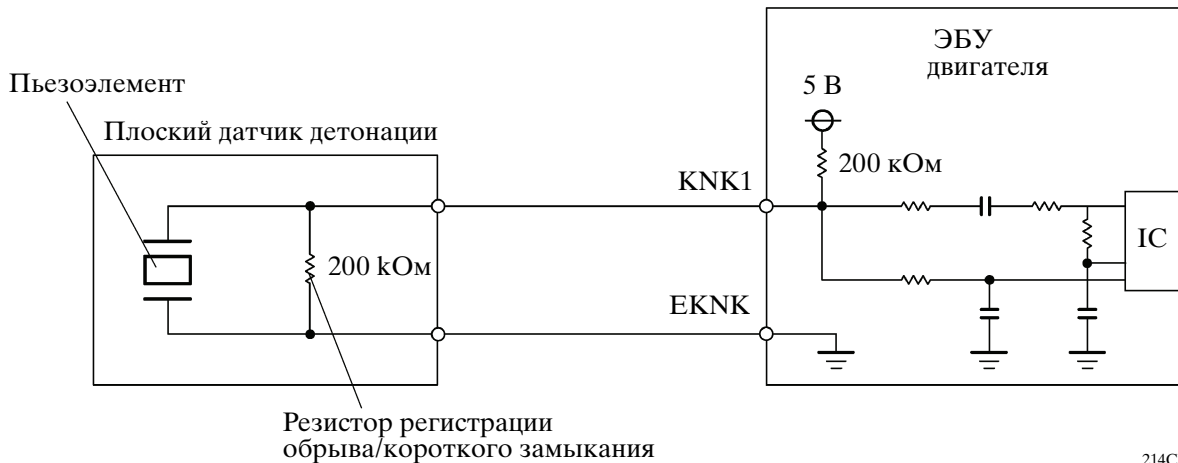 ЭБУ
двигателя
Пьезоэлемент
5 В
Плоский датчик детонации
200 кОм
KNK1
IC
200 kОм
EKNK
Резистор регистрации
обрыва/короткого замыкания
214C